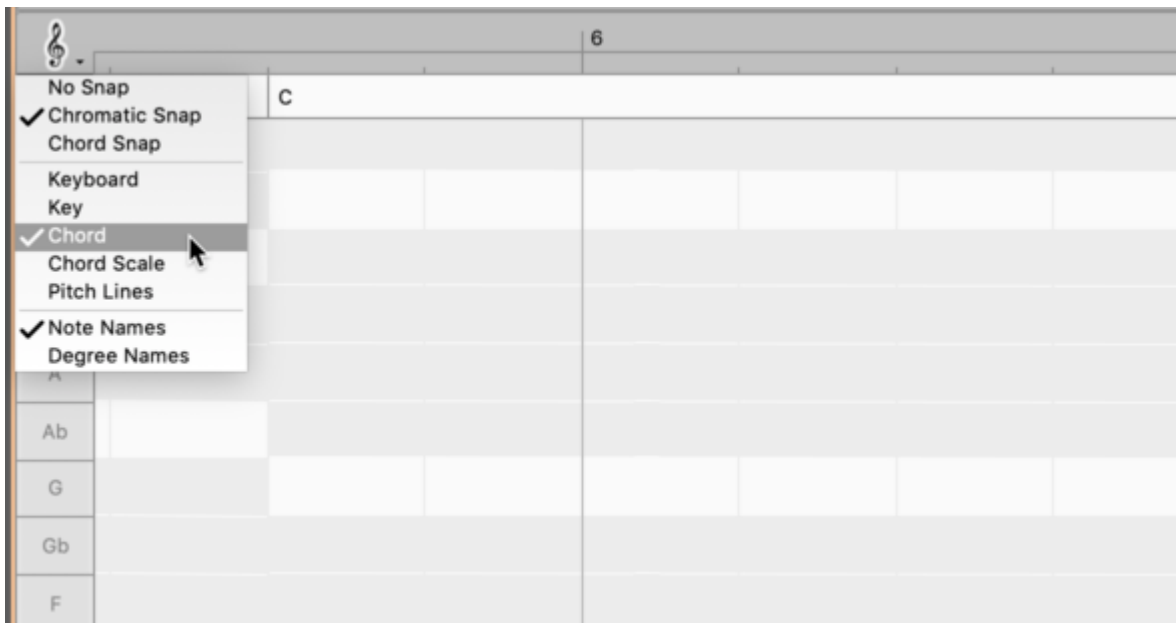 6
No Snap
Chromatic Snap
Chord Snap
Keyboard
Key
Chord
Chord Scale
Pitch Lines
Note Names
Degree Names
C
A
Ab
G
Gb
F